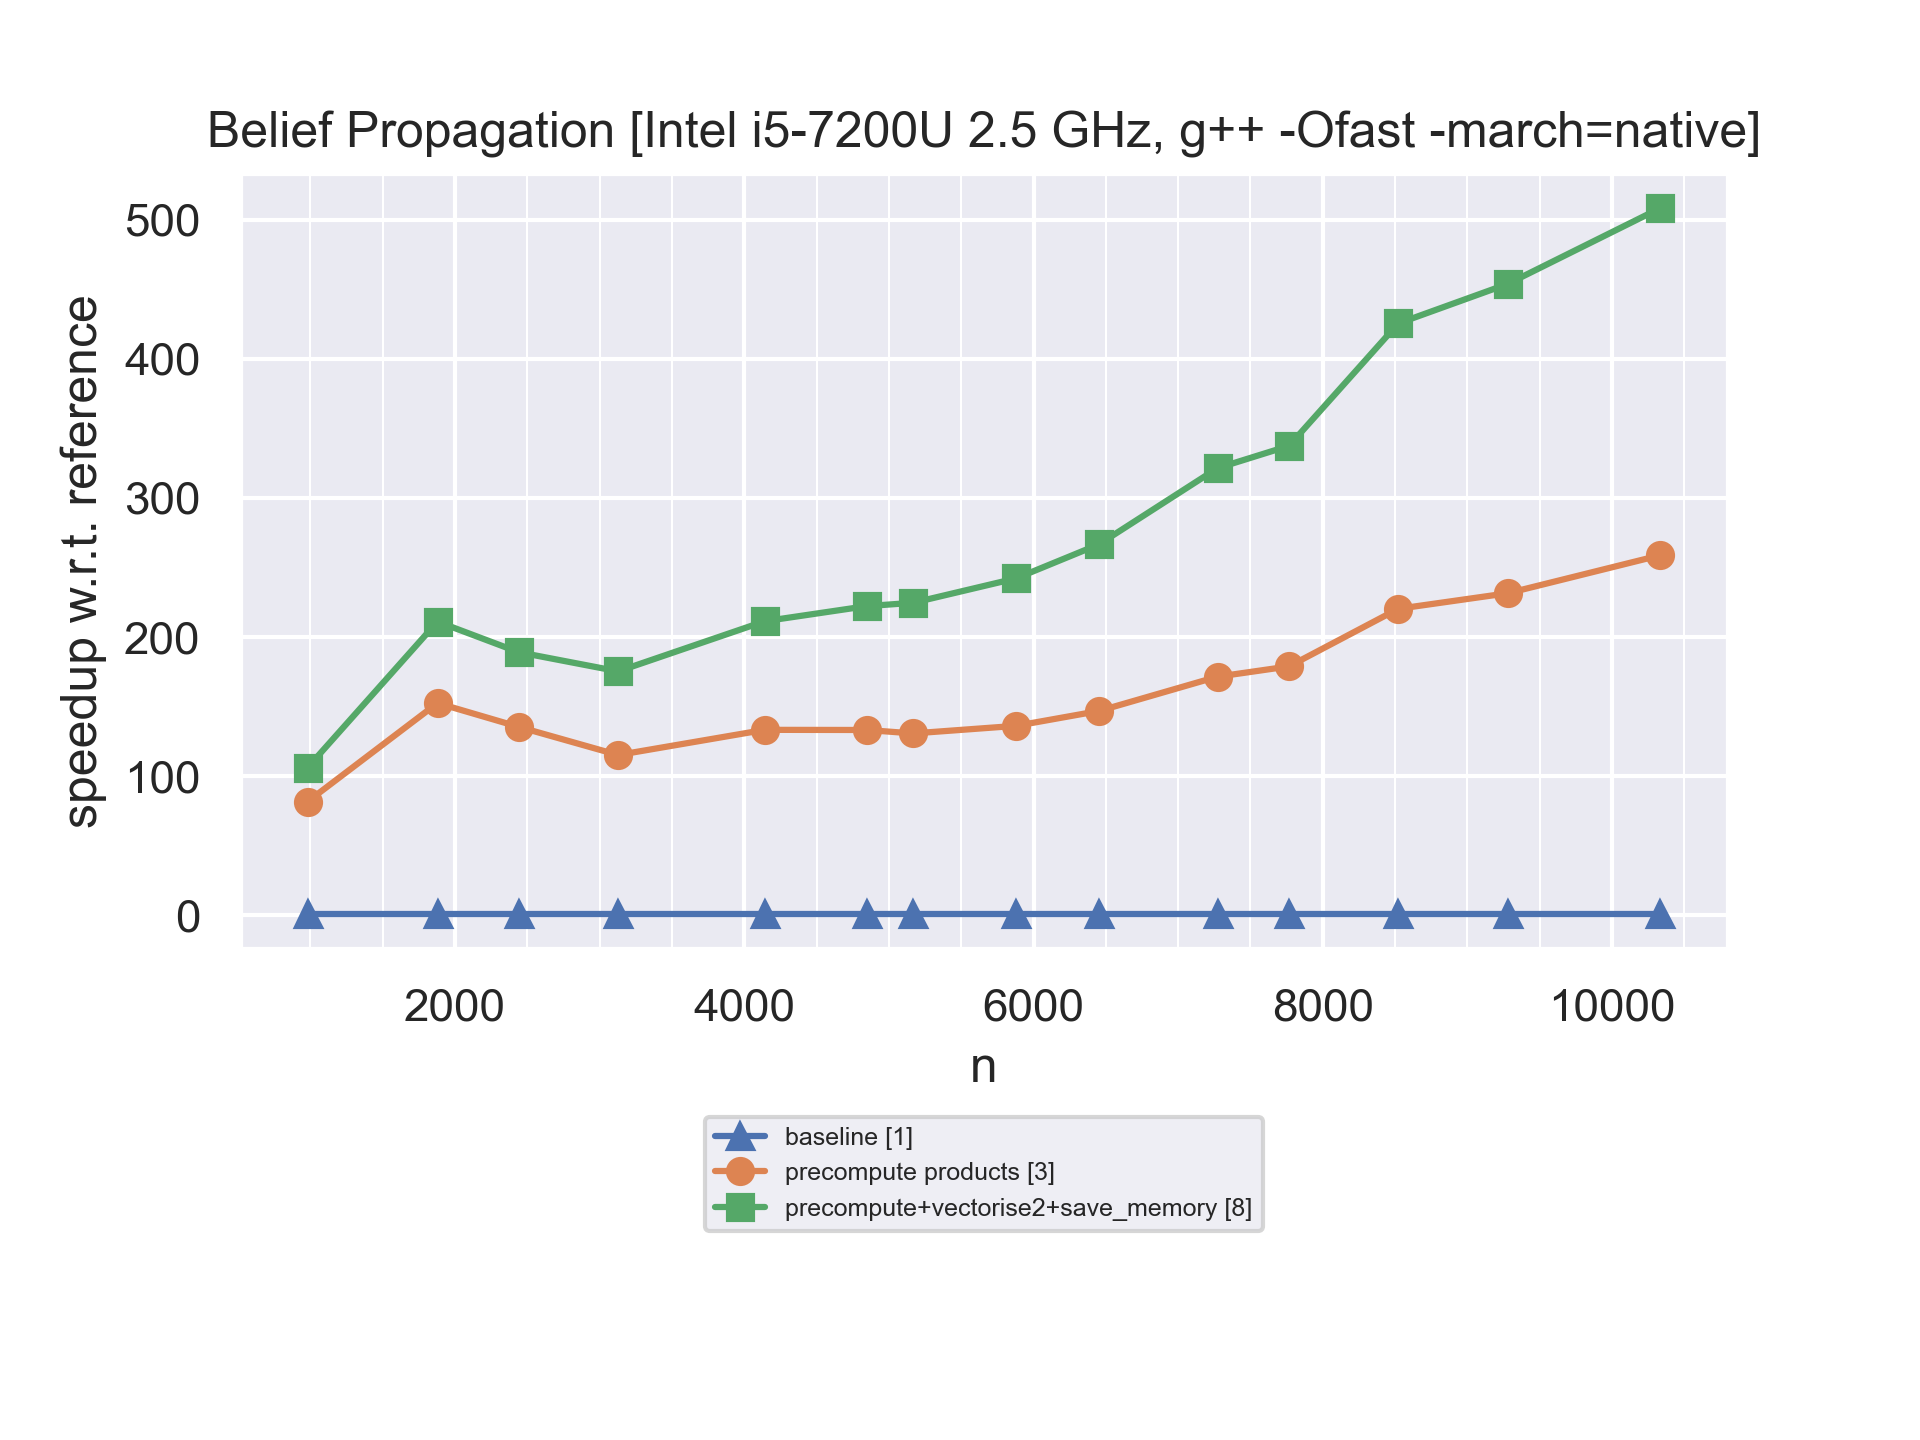 Belief Propagation [Intel i5-7200U 2.5 GHz, g++ -Ofast -march=native]
speedup w.r.t. reference
500
400
300
200
100
0
2000 4000 6000 8000 10000
n
baseline [1]
precompute products [3]
precompute+vectorise2+save_memory [8]